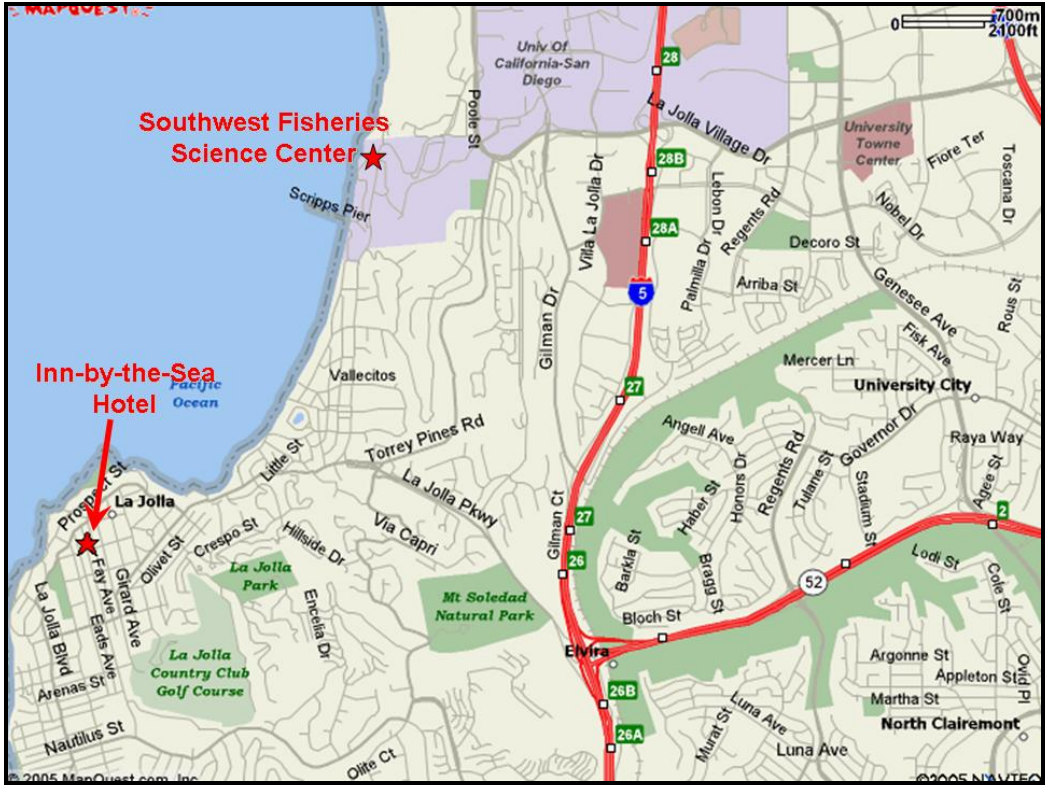 MAPQUEST
0 700m
2100ft
Univ Of
California-San
Diego
28
Poole St
La Jolla Village Dr
Southwest Fisheries
Science Center
University
Towne
Center
Fiore Ter
Toscana Dr
28B
Villa La Jolla Dr
Lebon Dr
Regents Rd
Scripps Pier
Nobel Dr
28A
Decoro St
Palmilla Dr
Arriba St
5
Genesee Ave
Rous St
Gilman Dr
Fisk Ave
Mercer Ln
Inn-by-the-Sea
Hotel
Vallecitos
Pacific
Ocean
27
University City
Governor Dr
Angell Ave
Torrey Pines Rd
Raya Way
Little St
Regents Rd
Honors Dr
Tulane St
Agee St
Prospect St
La Jolla
La Jolla Pkwy
Haber St
Stadium St
Gilman Ct
27
2
Via Capri
Crespo St
Hillside Dr
Olivet St
Barkla St
Bragg St
Lodi St
26
52
Cole St
La Jolla
Park
Fay Ave
Girard Ave
Eads Ave
La Jolla Blvd
Encelia Dr
Mt Soledad
Natural Park
Bloch St
Elvira
La Jolla
Country Club
Golf Course
Argonne St
Appleton St
Ovid Pl
Arenas St
26B
Martha St
Luna Ave
Murat St
North Clairemont
Nautilus St
26A
Luna Ave
Olite Ct
© 2005 MapQuest.com, Inc
©2005 NAVTEQ